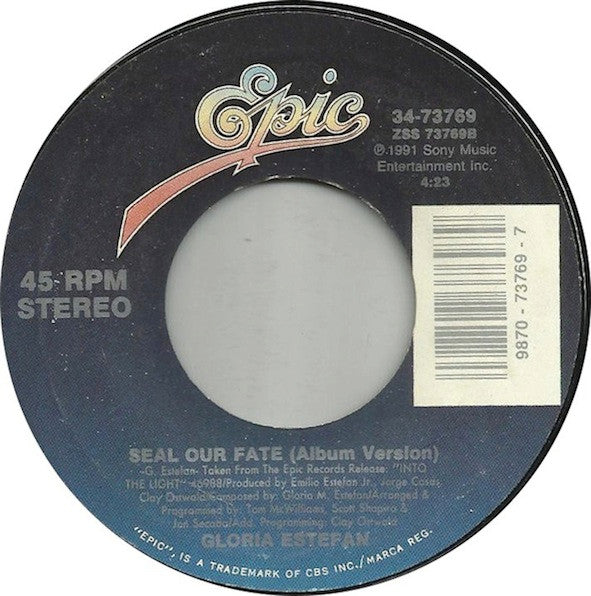 Epic
34-73769
ZSS 73769B
℗1991 Sony Music
Entertainment Inc.
4:23
45 RPM
STEREO
9870 - 73769 - 7
SEAL OUR FATE (Album Version)
-G. Estefan- Taken From The Epic Records Release: "INTO
THE LIGHT" 46988/Produced by Emilio Estefan Jr., Jorge Casas,
Clay Ostwald/Composed by: Gloria M. Estefan/Arranged &
Programmed by: Tom McWilliams, Scott Shapiro &
Jon Secada/Add. Programming: Clay Ostwald
GLORIA ESTEFAN
"EPIC", IS A TRADEMARK OF CBS INC./MARCA REG.